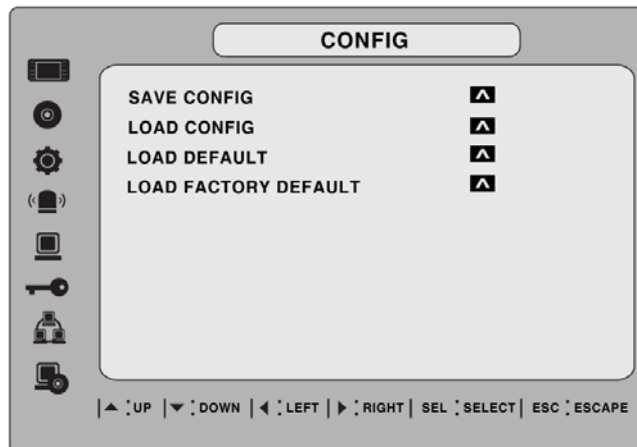 CONFIG
SAVE CONFIG
LOAD CONFIG
LOAD DEFAULT
LOAD FACTORY DEFAULT
▲ : UP | ▼ : DOWN | ◀ : LEFT | ▶ : RIGHT | SEL : SELECT | ESC : ESCAPE